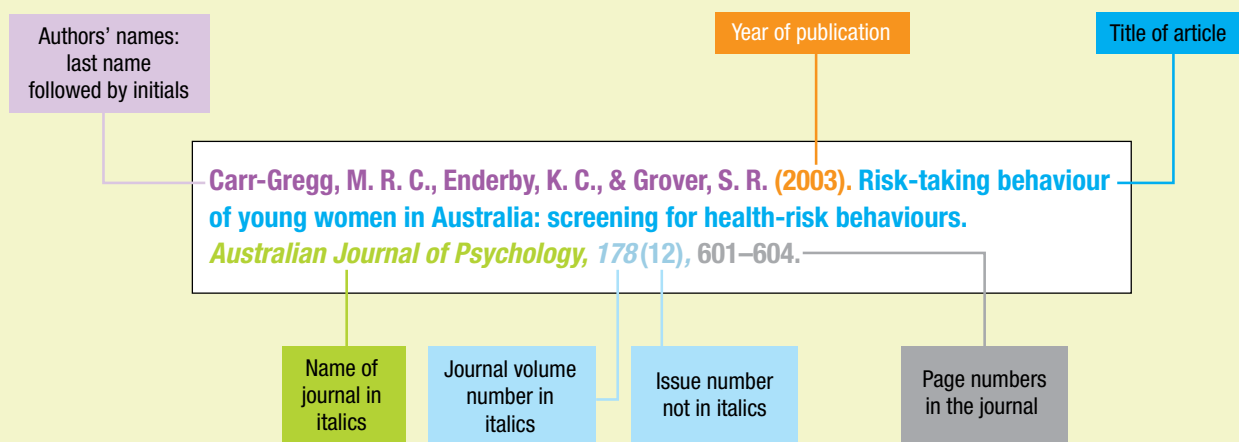 Authors' names:
last name
followed by initials
Year of publication
Title of article
Carr-Gregg, M. R. C., Enderby, K. C., & Grover, S. R. (2003). Risk-taking behaviour
of young women in Australia: screening for health-risk behaviours.
Australian Journal of Psychology, 178(12), 601–604.
Name of
journal in
italics
Journal volume
number in
italics
Issue number
not in italics
Page numbers
in the journal